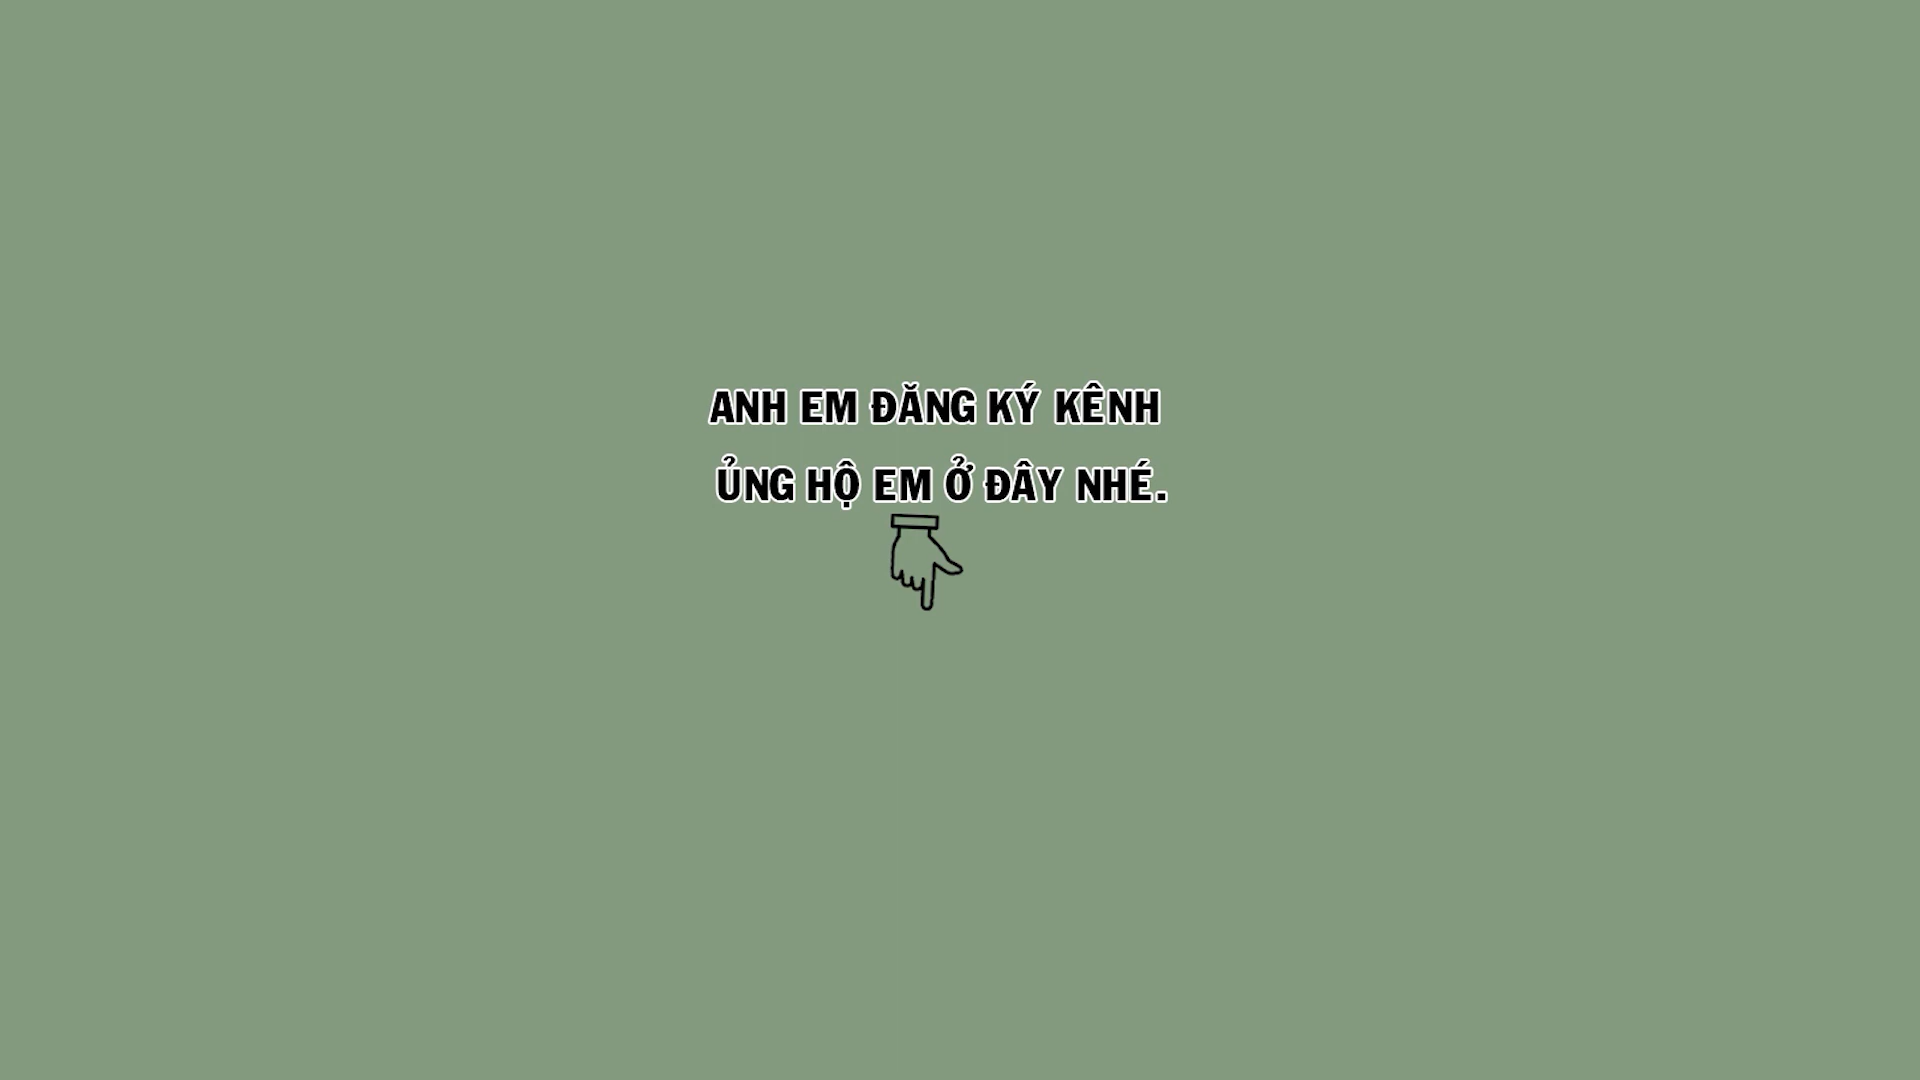 ANH EM ĐĂNG KÝ KÊNH
ỦNG HỘ EM Ở ĐÂY NHÉ.